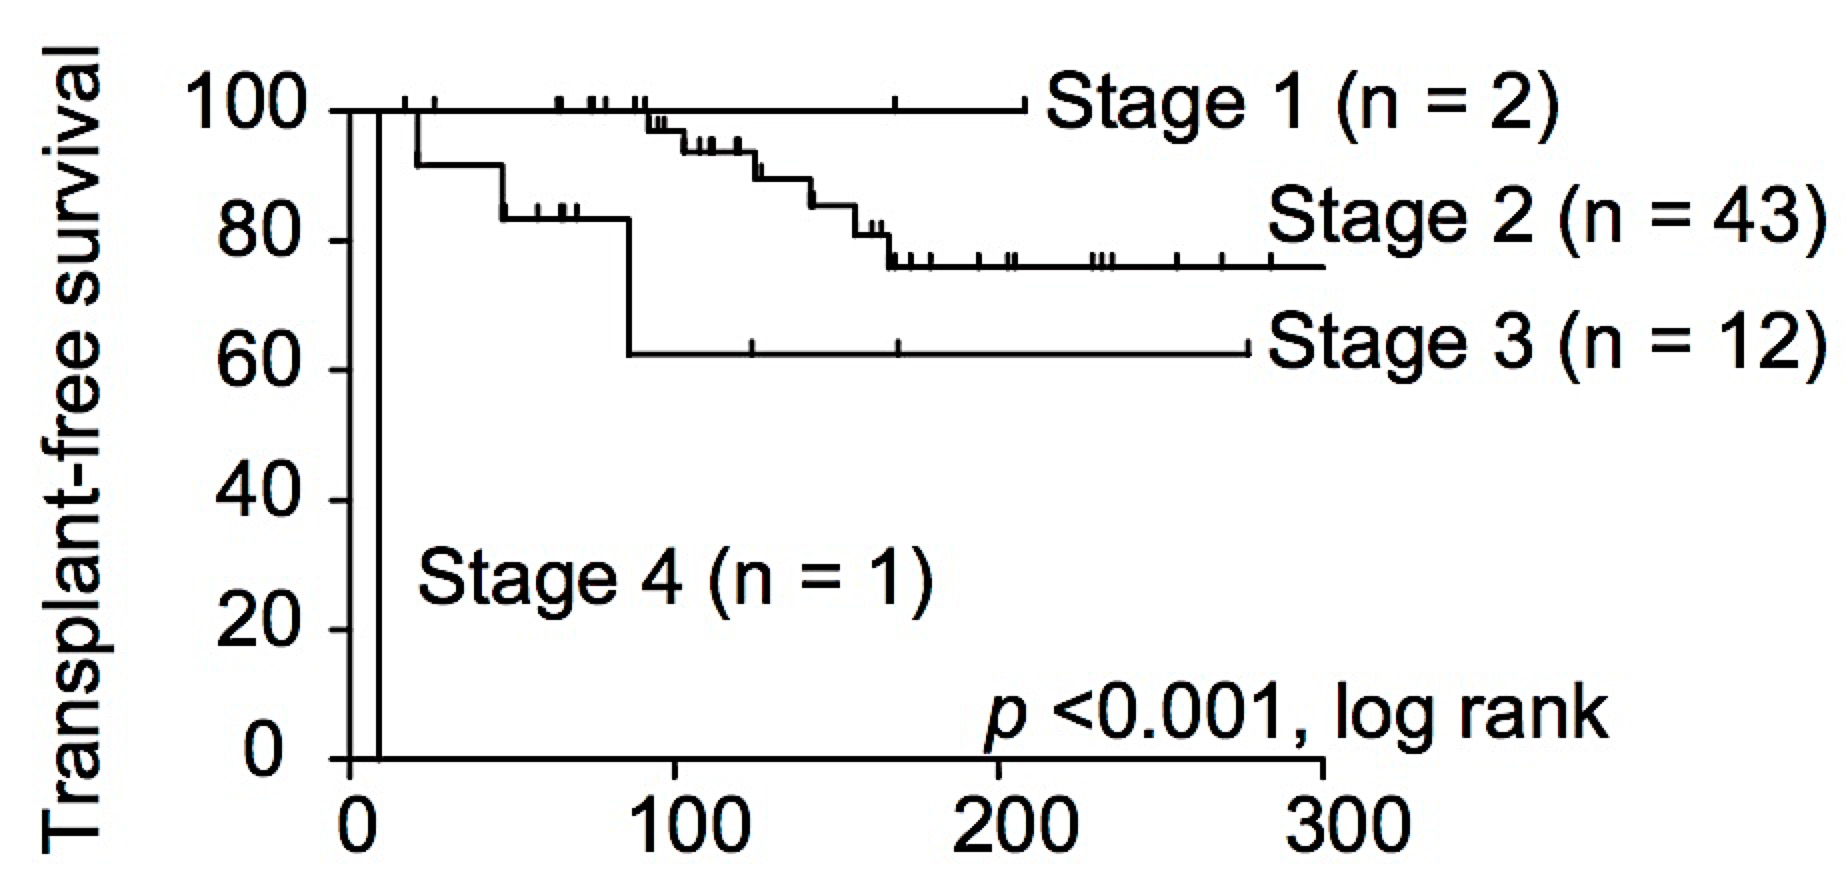 Transplant-free survival
100
80
60
40
20
0
Stage 1 (n = 2)
Stage 2 (n = 43)
Stage 3 (n = 12)
Stage 4 (n = 1)
p <0.001, log rank
0 100 200 300